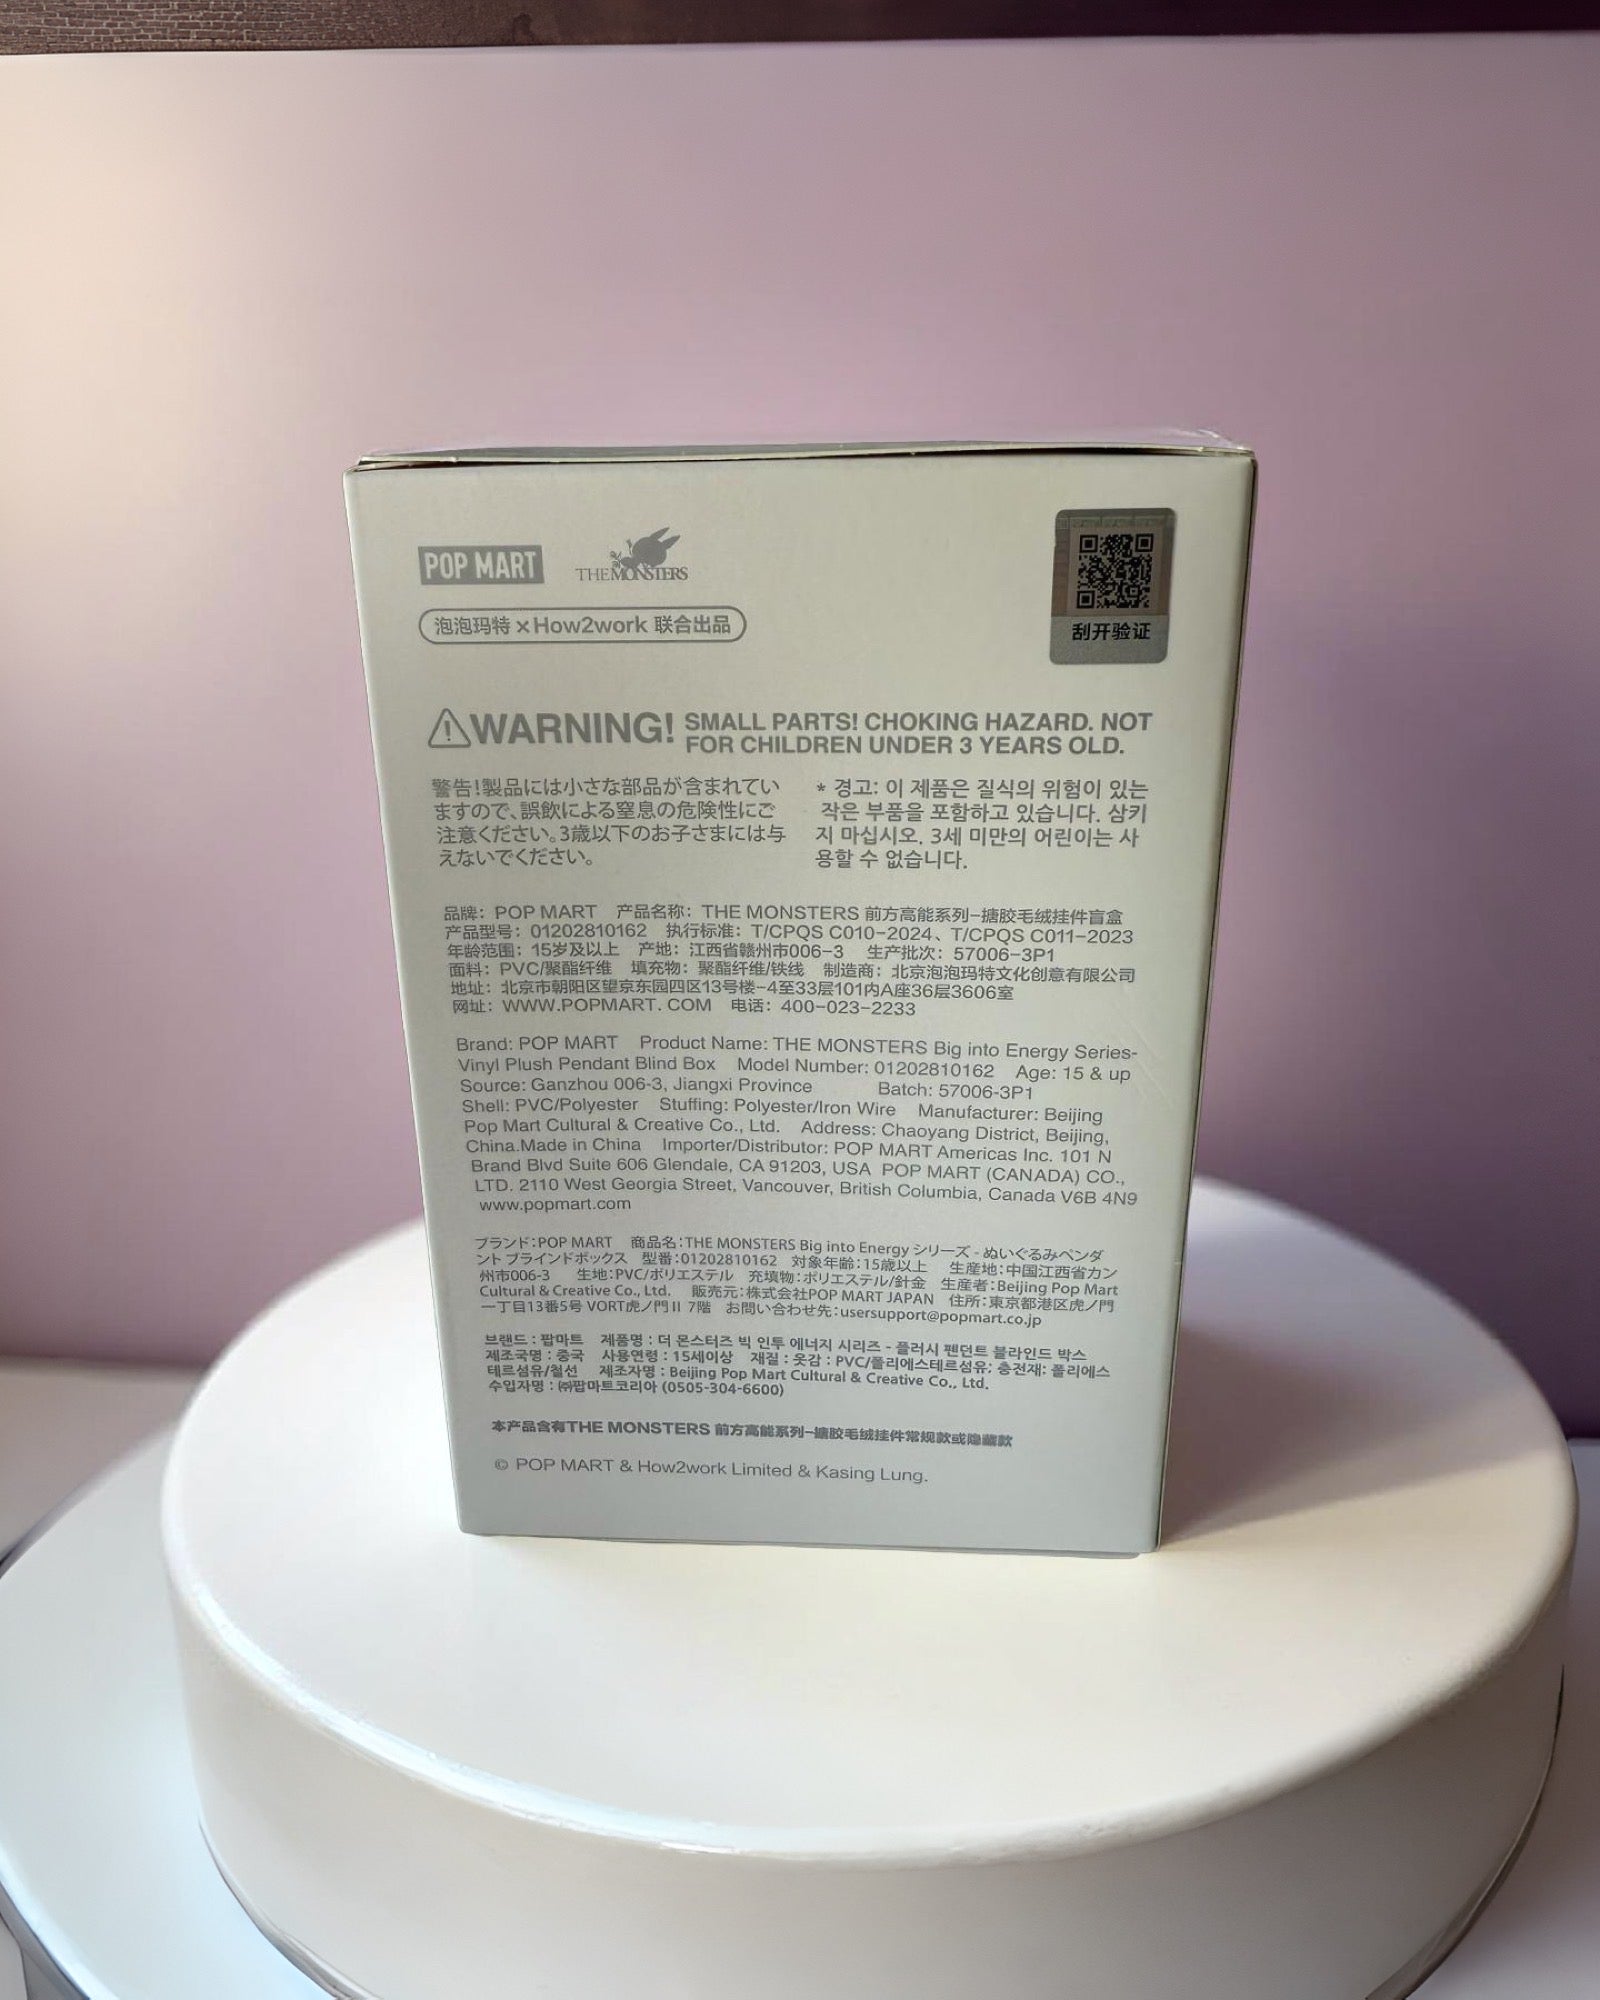 POP MART
THE MONSTERS
泡泡玛特 × How2work 联合出品
刮开验证
WARNING! SMALL PARTS! CHOKING HAZARD. NOT
FOR CHILDREN UNDER 3 YEARS OLD.
警告!製品には小さな部品が含まれてい
ますので、誤飲による窒息の危険性にご
注意ください。3歳以下のお子さまには与
えないでください。
* 경고: 이 제품은 질식의 위험이 있는
작은 부품을 포함하고 있습니다. 삼키
지 마십시오. 3세 미만의 어린이는 사
용할 수 없습니다.
品牌: POP MART 产品名称: THE MONSTERS 前方高能系列-搪胶毛绒挂件盲盒
产品型号: 01202810162 执行标准: T/CPQS C010-2024、T/CPQS C011-2023
年龄范围: 15岁及以上 产地: 江西省赣州市006-3 生产批次: 57006-3P1
面料: PVC/聚酯纤维 填充物: 聚酯纤维/铁线 制造商: 北京泡泡玛特文化创意有限公司
地址: 北京市朝阳区望京东园四区13号楼-4至33层101内A座36层3606室
网址: WWW.POPMART. COM 电话: 400-023-2233
Brand: POP MART Product Name: THE MONSTERS Big into Energy Series-
Vinyl Plush Pendant Blind Box Model Number: 01202810162 Age: 15 & up
Source: Ganzhou 006-3, Jiangxi Province Batch: 57006-3P1
Shell: PVC/Polyester Stuffing: Polyester/Iron Wire Manufacturer: Beijing
Pop Mart Cultural & Creative Co., Ltd. Address: Chaoyang District, Beijing,
China.Made in China Importer/Distributor: POP MART Americas Inc. 101 N
Brand Blvd Suite 606 Glendale, CA 91203, USA POP MART (CANADA) CO.,
LTD. 2110 West Georgia Street, Vancouver, British Columbia, Canada V6B 4N9
www.popmart.com
ブランド:POP MART 商品名:THE MONSTERS Big into Energy シリーズ - ぬいぐるみペンダ
ント ブラインドボックス 型番:01202810162 対象年齢:15歳以上 生産地:中国江西省カン
州市006-3 生地:PVC/ポリエステル 充填物:ポリエステル/針金 生産者:Beijing Pop Mart
Cultural & Creative Co., Ltd. 販売元:株式会社POP MART JAPAN 住所:東京都港区虎ノ門
一丁目13番5号 VORT虎ノ門 II 7階 お問い合わせ先:usersupport@popmart.co.jp
브랜드 : 팝마트 제품명 : 더 몬스터즈 빅 인투 에너지 시리즈 - 플러시 펜던트 블라인드 박스
제조국명 : 중국 사용연령 : 15세이상 재질 : 옷감 : PVC/폴리에스테르섬유; 충전재: 폴리에스
테르섬유/철선 제조자명 : Beijing Pop Mart Cultural & Creative Co., Ltd.
수입자명 : ㈜팝마트코리아 (0505-304-6600)
本产品含有THE MONSTERS 前方高能系列-搪胶毛绒挂件常规款或隐藏款
© POP MART & How2work Limited & Kasing Lung.